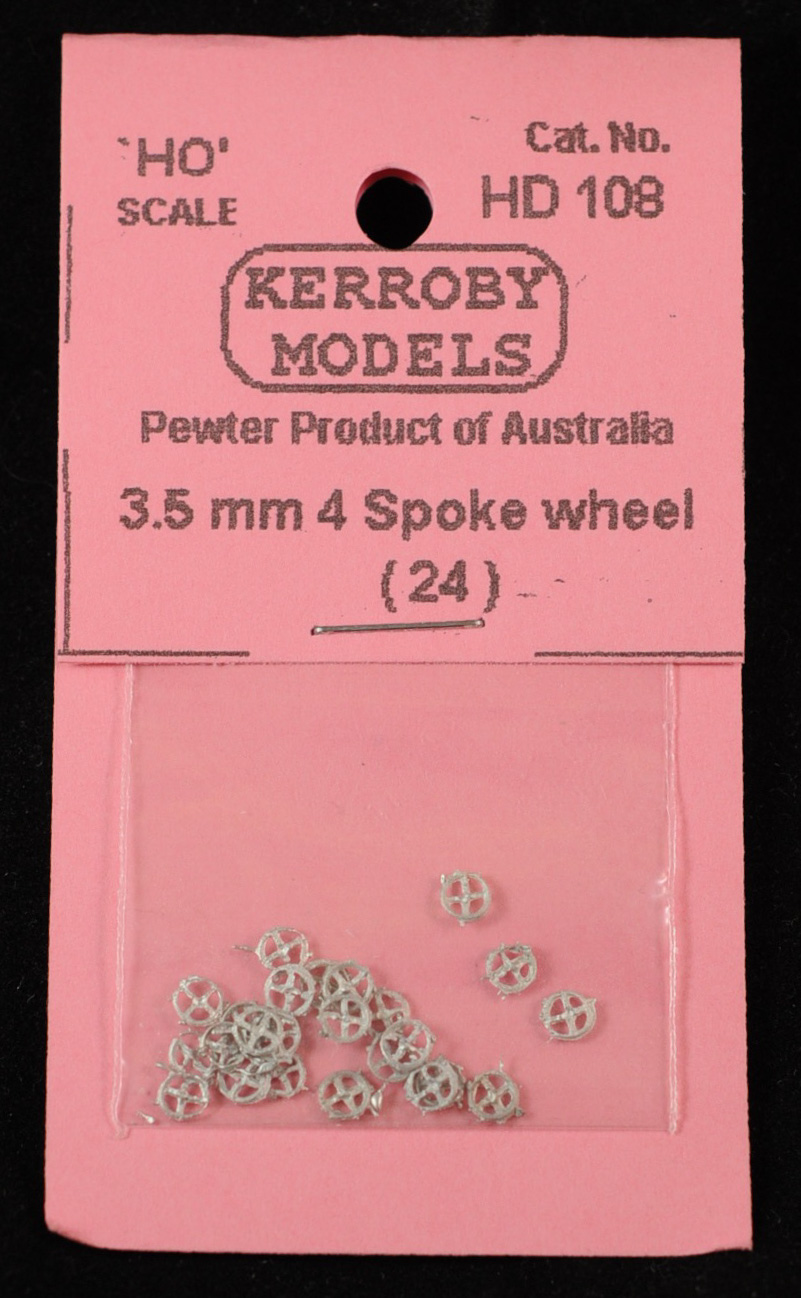 `HO'
SCALE
Cat. No.
HD 108
KERROBY
MODELS
Pewter Product of Australia
3.5 mm 4 Spoke wheel
(24)